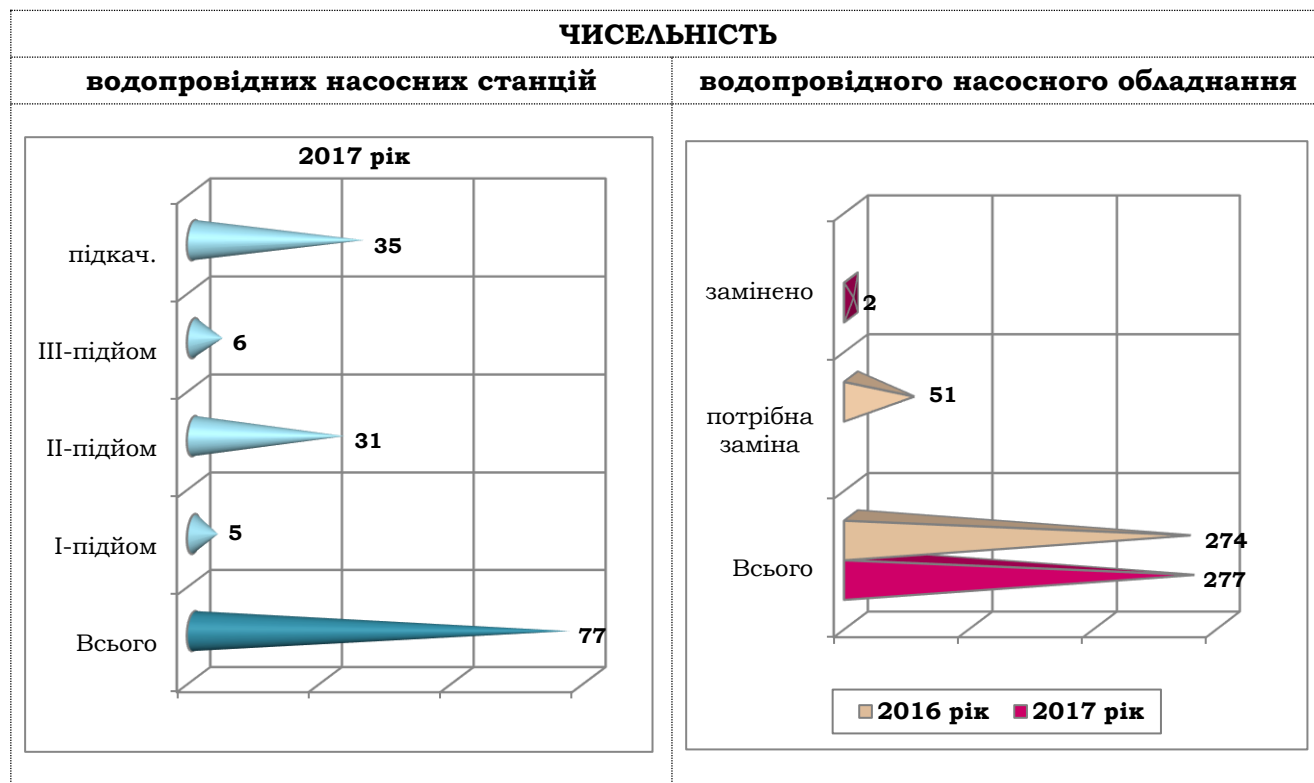 ЧИСЕЛЬНІСТЬ
водопровідних насосних станцій
водопровідного насосного обладнання
2017 рік
підкач.
35
ІІІ-підйом
6
ІІ-підйом
31
І-підйом
5
Всього
77
замінено
2
потрібна
заміна
51
Всього
274
277
2016 рік
2017 рік